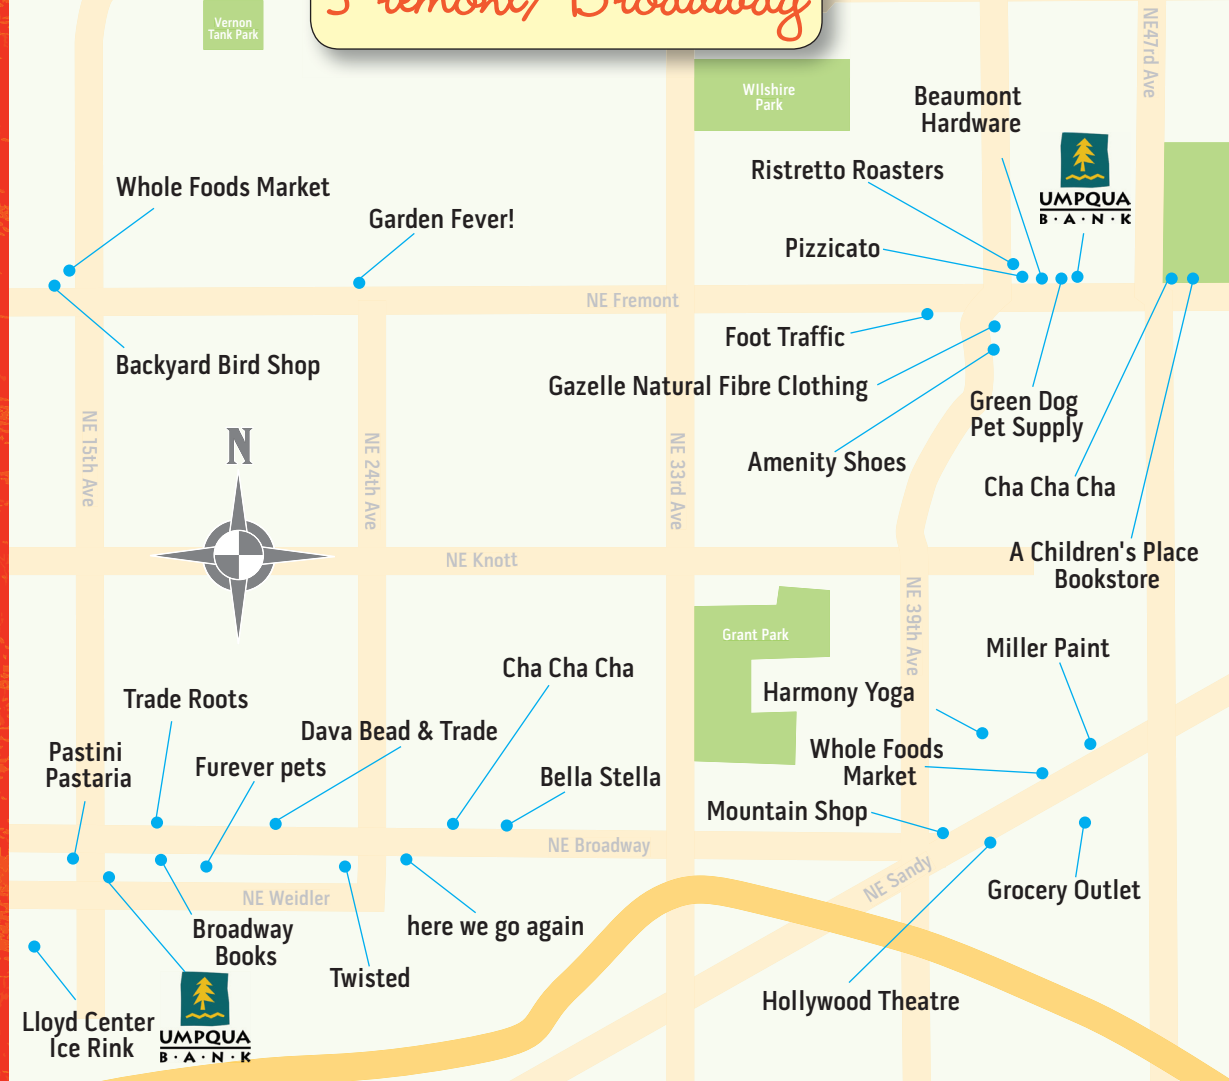 Fremont/ Broadway
Vernon
Tank Park
NE47rd Ave
WIlshire
Park
Beaumont
Hardware
Ristretto Roasters
UMPQUA
B·A·N·K
Whole Foods Market
Garden Fever!
Pizzicato
NE Fremont
Foot Traffic
Backyard Bird Shop
Gazelle Natural Fibre Clothing
Green Dog
Pet Supply
NE 15th Ave
N
NE 24th Ave
NE 33rd Ave
Amenity Shoes
Cha Cha Cha
NE Knott
A Children's Place
Bookstore
NE 39th Ave
Grant Park
Miller Paint
Cha Cha Cha
Harmony Yoga
Trade Roots
Dava Bead & Trade
Pastini
Pastaria
Furever pets
Bella Stella
Whole Foods
Market
Mountain Shop
NE Broadway
NE Sandy
Grocery Outlet
NE Weidler
Broadway
Books
here we go again
Twisted
Hollywood Theatre
Lloyd Center
Ice Rink
UMPQUA
B·A·N·K